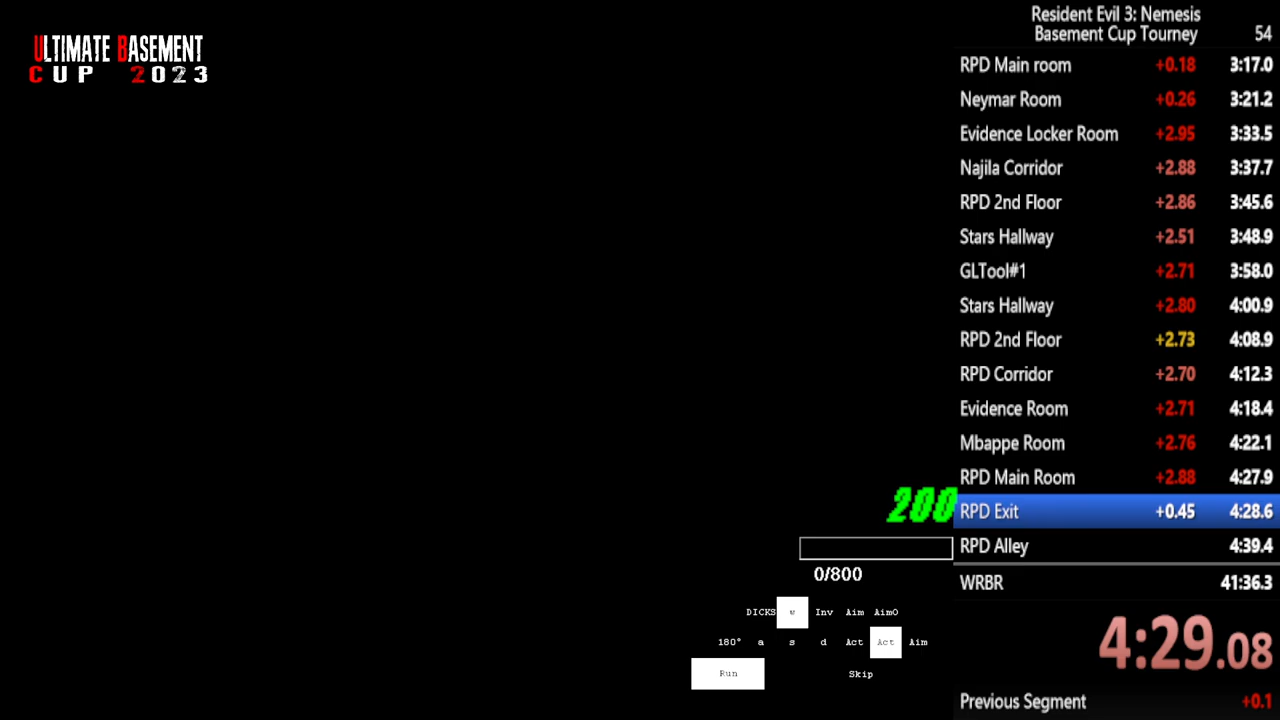 ULTIMATE BASEMENT
CUP 2023
Resident Evil 3: Nemesis
Basement Cup Tourney 54
RPD Main room +0.18 3:17.0
Neymar Room +0.26 3:21.2
Evidence Locker Room +2.95 3:33.5
Najila Corridor +2.88 3:37.7
RPD 2nd Floor +2.86 3:45.6
Stars Hallway +2.51 3:48.9
GLTool#1 +2.71 3:58.0
Stars Hallway +2.80 4:00.9
RPD 2nd Floor +2.73 4:08.9
RPD Corridor +2.70 4:12.3
Evidence Room +2.71 4:18.4
Mbappe Room +2.76 4:22.1
RPD Main Room +2.88 4:27.9
200
RPD Exit +0.45 4:28.6
RPD Alley 4:39.4
0/800
WRBR 41:36.3
DICKS w Inv Aim AimO
180° a s d Act Act Aim
4:29.08
Run Skip
Previous Segment +0.1